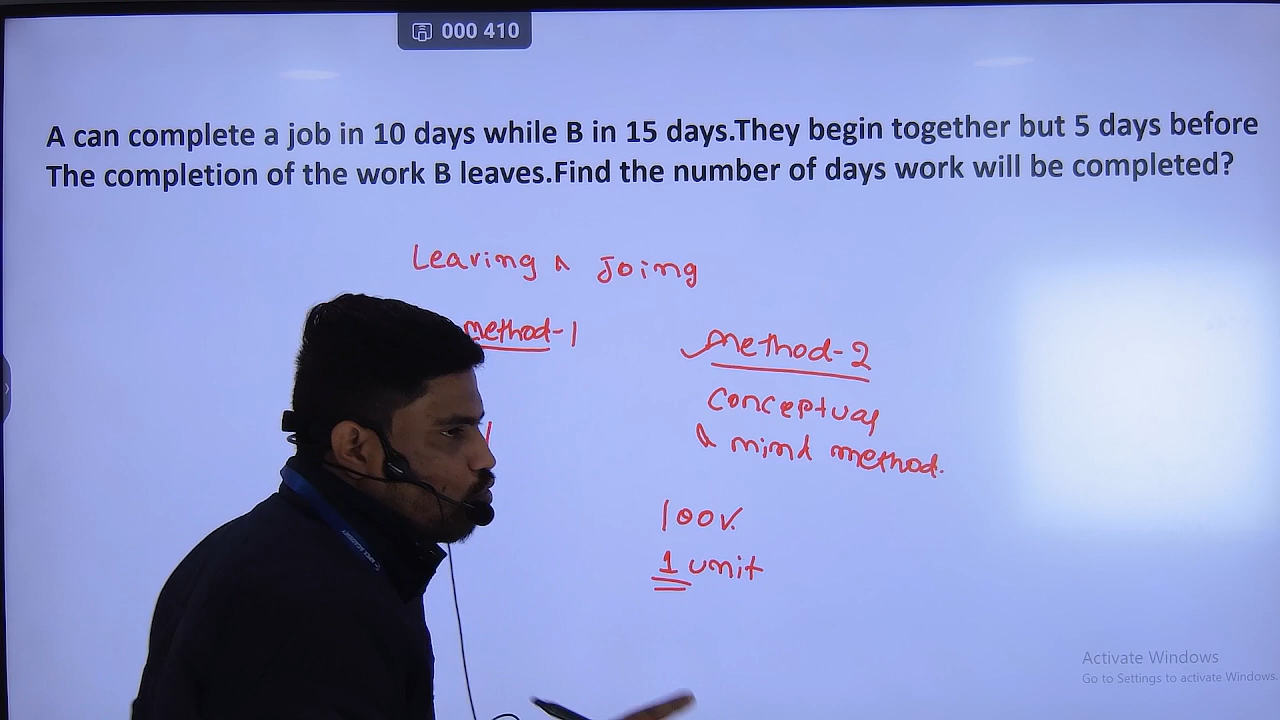 000 410
A can complete a job in 10 days while B in 15 days.They begin together but 5 days before
The completion of the work B leaves.Find the number of days work will be completed?
Leaving & Joing
method-1
method-2
conceptual
& mind method.
100%
1 unit
Activate Windows
Go to Settings to activate Windows.